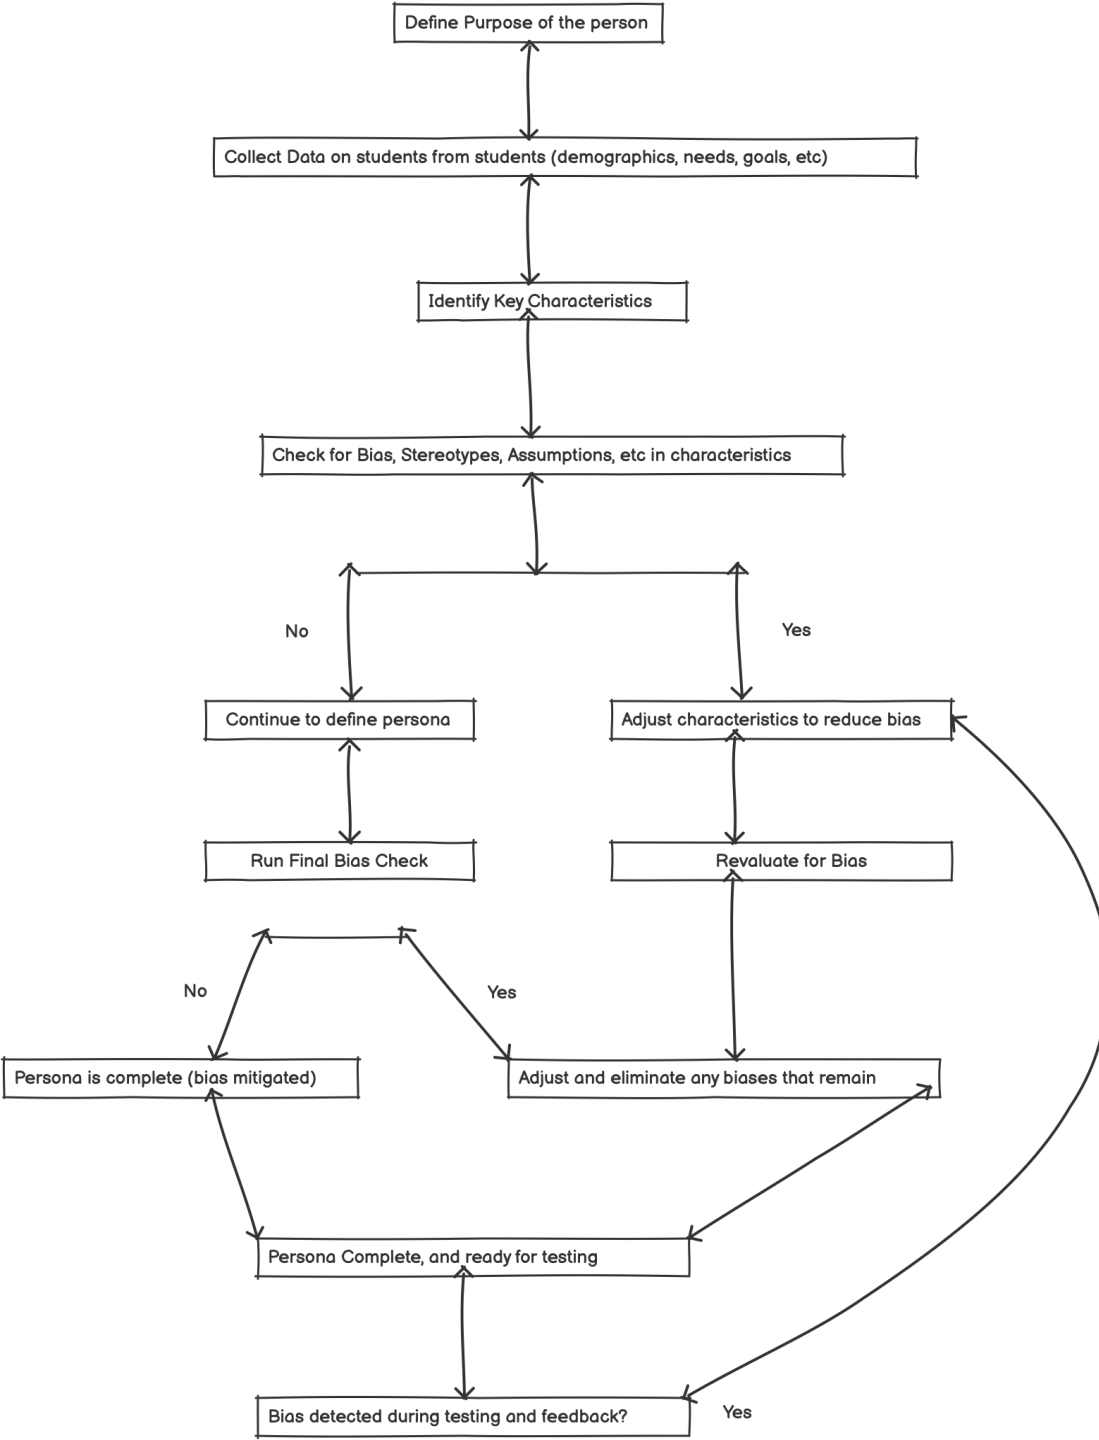 Define Purpose of the person
Collect Data on students from students (demographics, needs, goals, etc)
Identify Key Characteristics
Check for Bias, Stereotypes, Assumptions, etc in characteristics
No
Yes
Continue to define persona
Adjust characteristics to reduce bias
Run Final Bias Check
Revaluate for Bias
No
Yes
Persona is complete (bias mitigated)
Adjust and eliminate any biases that remain
Persona Complete, and ready for testing
Bias detected during testing and feedback?
Yes